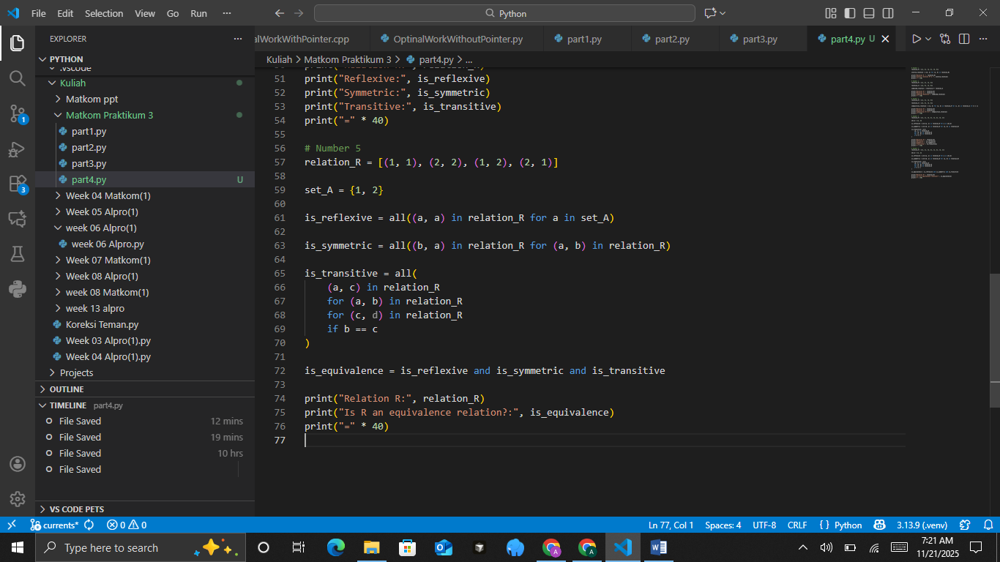 File Edit Selection View Go Run ···
Python
EXPLORER ···
alWorkWithPointer.cpp OptinalWorkWithoutPointer.py part1.py part2.py part3.py part4.py U
PYTHON
Kuliah > Matkom Praktikum 3 > part4.py > ...
.vscode
Kuliah
Matkom ppt
Matkom Praktikum 3
part1.py
part2.py
part3.py
part4.py U
Week 04 Matkom(1)
Week 05 Alpro(1)
week 06 Alpro(1)
week 06 Alpro.py
Week 07 Matkom(1)
Week 08 Alpro(1)
week 08 Matkom(1)
week 13 alpro
Koreksi Teman.py
Week 03 Alpro(1).py
Week 04 Alpro(1).py
Projects
OUTLINE
TIMELINE part4.py
File Saved 12 mins
File Saved 19 mins
File Saved 10 hrs
File Saved
VS CODE PETS
1
3
51 print("Reflexive:", is_reflexive)
52 print("Symmetric:", is_symmetric)
53 print("Transitive:", is_transitive)
54 print("=" * 40)
55
56 # Number 5
57 relation_R = [(1, 1), (2, 2), (1, 2), (2, 1)]
58
59 set_A = {1, 2}
60
61 is_reflexive = all((a, a) in relation_R for a in set_A)
62
63 is_symmetric = all((b, a) in relation_R for (a, b) in relation_R)
64
65 is_transitive = all(
66 (a, c) in relation_R
67 for (a, b) in relation_R
68 for (c, d) in relation_R
69 if b == c
70 )
71
72 is_equivalence = is_reflexive and is_symmetric and is_transitive
73
74 print("Relation R:", relation_R)
75 print("Is R an equivalence relation?:", is_equivalence)
76 print("=" * 40)
77
currents* 0 0 Ln 77, Col 1 Spaces: 4 UTF-8 CRLF { } Python 3.13.9 (.venv)
Type here to search
7:21 AM
11/21/2025